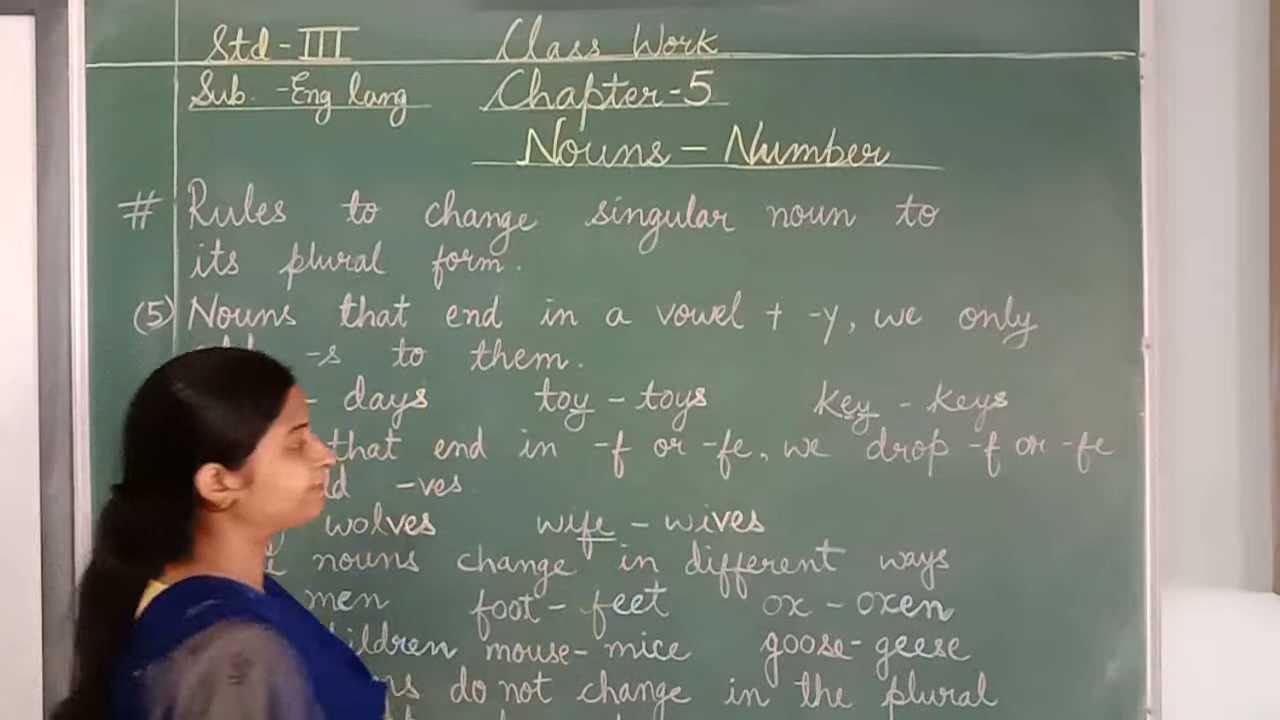 Std - III Class Work
Sub. - Eng lang Chapter-5
Nouns - Number
# Rules to change singular noun to
its plural form.
(5) Nouns that end in a vowel + -y, we only
-s to them.
- days toy - toys key - keys
that end in -f or -fe, we drop -f or -fe
-ves
wolves wife - wives
nouns change in different ways
men foot - feet ox - oxen
mouse - mice goose - geese
do not change in the plural